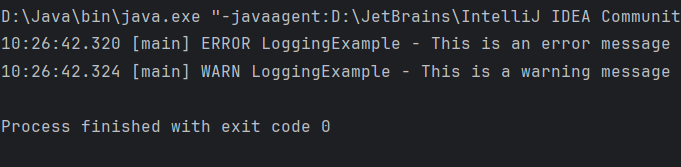 D:\Java\bin\java.exe "-javaagent:D:\JetBrains\IntelliJ IDEA Communit
10:26:42.320 [main] ERROR LoggingExample - This is an error message
10:26:42.324 [main] WARN LoggingExample - This is a warning message
Process finished with exit code 0